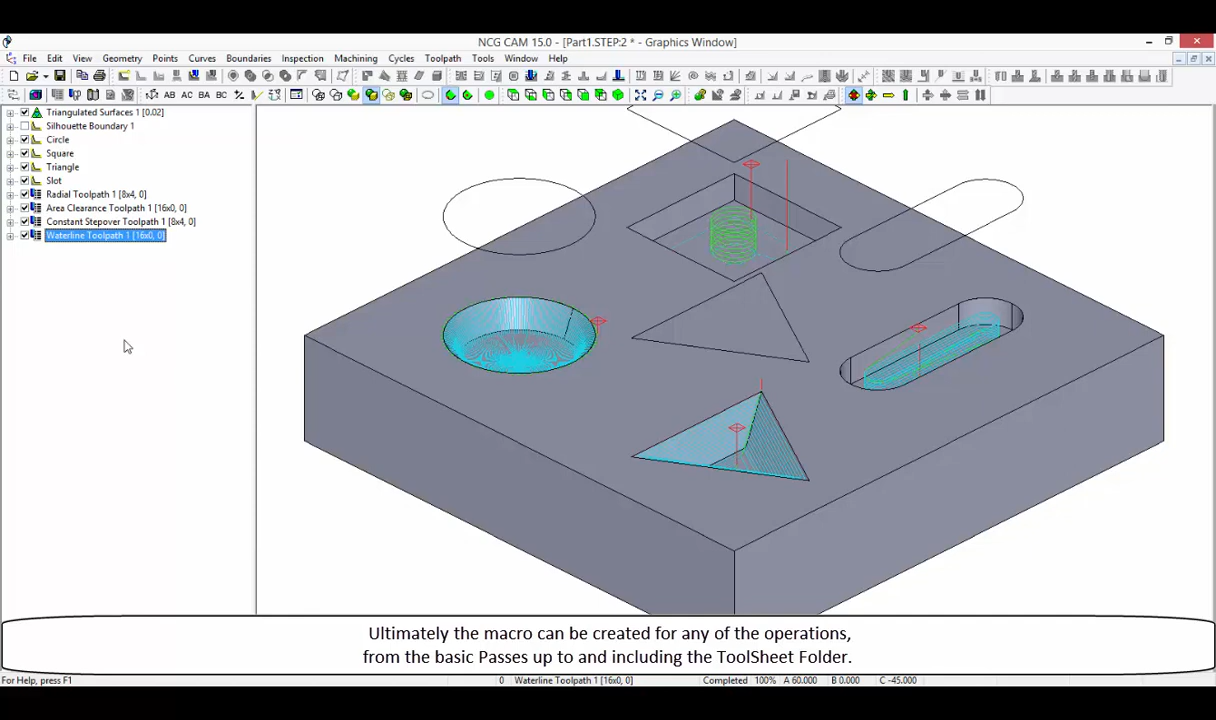 NCG CAM 15.0 - [Part1.STEP:2 * - Graphics Window]
File Edit View Geometry Points Curves Boundaries Inspection Machining Cycles Toolpath Tools Window Help
AB AC BA BC
Triangulated Surfaces 1 [0.02]
Silhouette Boundary 1
Circle
Square
Triangle
Slot
Radial Toolpath 1 [8x4, 0]
Area Clearance Toolpath 1 [16x0, 0]
Constant Stepover Toolpath 1 [8x4, 0]
Waterline Toolpath 1 [16x0, 0]
Ultimately the macro can be created for any of the operations,
from the basic Passes up to and including the ToolSheet Folder.
For Help, press F1 0 Waterline Toolpath 1 [16x0, 0] Completed 100% A 60.000 B 0.000 C -45.000